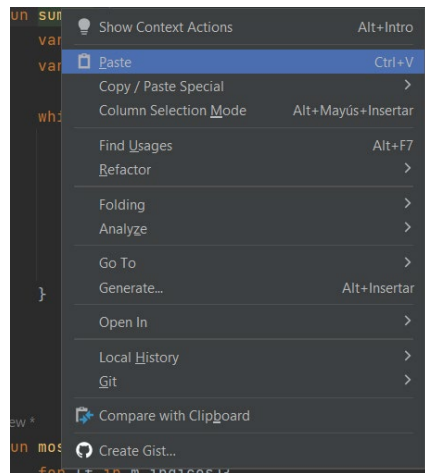 un sum
Show Context Actions Alt+Intro
var
Paste Ctrl+V
var
Copy / Paste Special
Column Selection Mode Alt+Mayús+Insertar
whi
Find Usages Alt+F7
Refactor
Folding
Analyze
Go To
Generate... Alt+Insertar
}
Open In
Local History
Git
Compare with Clipboard
ew *
Create Gist...
un mos